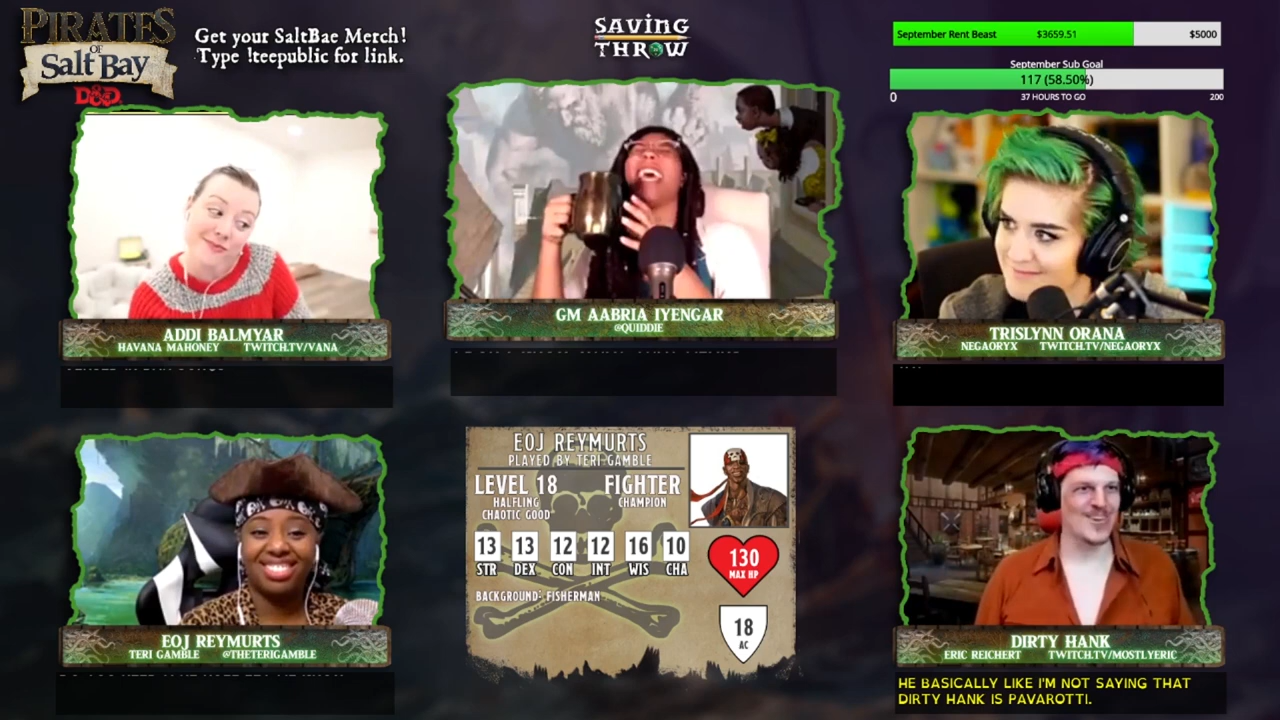 PIRATES
OF
Salt Bay
D&D
Get your SaltBae Merch!
Type !teepublic for link.
SAVING
THROW
September Rent Beast $3659.51 $5000
September Sub Goal
117 (58.50%)
0 37 HOURS TO GO 200
ADDI BALMYAR
HAVANA MAHONEY TWITCH.TV/VANA
GM AABRIA IYENGAR
@QUIDDIE
TRISLYNN ORANA
NEGAORYX TWITCH.TV/NEGAORYX
EOJ REYMURTS
PLAYED BY TERI GAMBLE
LEVEL 18 FIGHTER
HALFLING CHAMPION
CHAOTIC GOOD
13 13 12 12 16 10
STR DEX CON INT WIS CHA
BACKGROUND: FISHERMAN
130
MAX HP
18
AC
EOJ REYMURTS
TERI GAMBLE @THETERIGAMBLE
DIRTY HANK
ERIC REICHERT TWITCH.TV/MOSTLYERIC
HE BASICALLY LIKE I'M NOT SAYING THAT
DIRTY HANK IS PAVAROTTI.